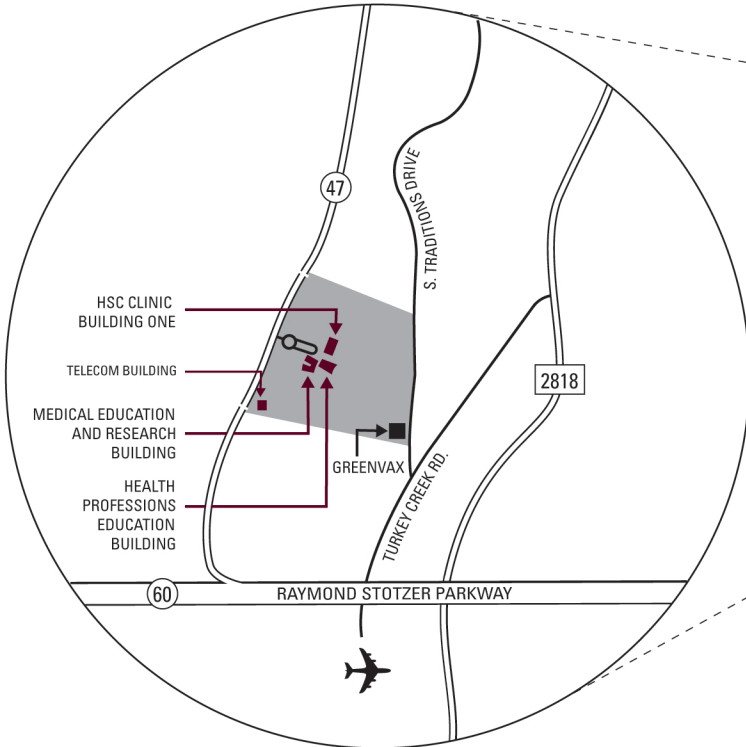 47
S. TRADITIONS DRIVE
HSC CLINIC
BUILDING ONE
TELECOM BUILDING
2818
MEDICAL EDUCATION
AND RESEARCH
BUILDING
GREENVAX
TURKEY CREEK RD.
HEALTH
PROFESSIONS
EDUCATION
BUILDING
60
RAYMOND STOTZER PARKWAY